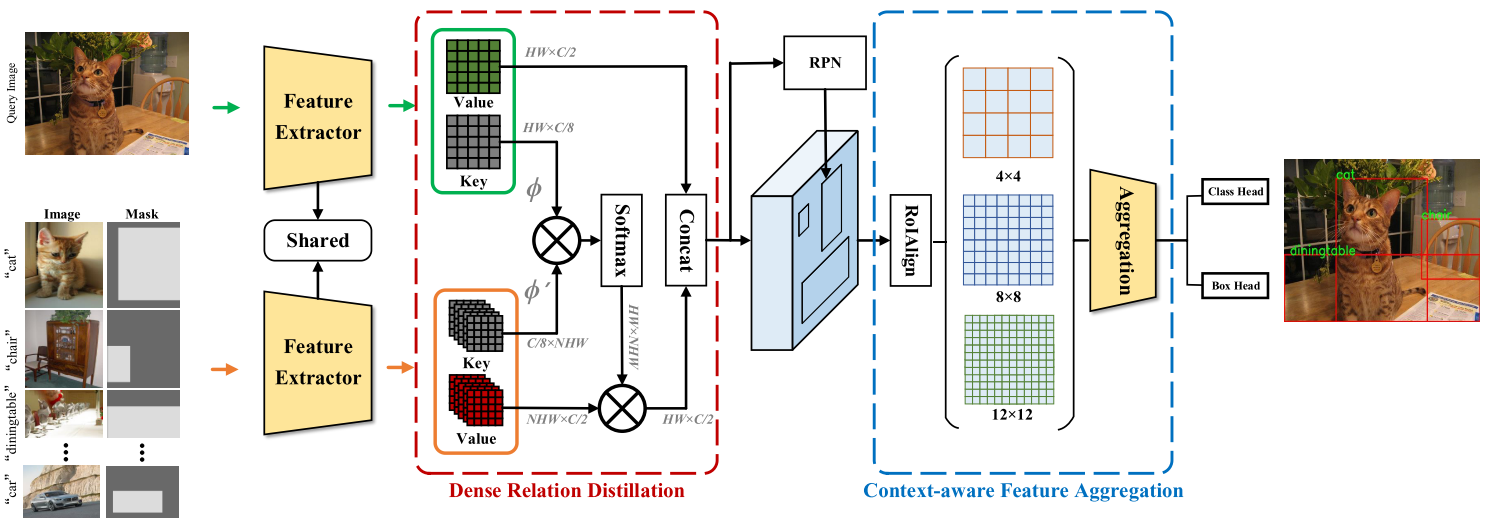 Query Image
Feature
Extractor
Shared
Image
Mask
“cat”
“chair”
“diningtable”
“car”
Feature
Extractor
Value
Key
HW×C/2
HW×C/8
ϕ
ϕ′
Softmax
Concat
Key
C/8×NHW
Value
NHW×C/2
HW×NHW
HW×C/2
Dense Relation Distillation
RPN
RoIAlign
4×4
8×8
12×12
Aggregation
Context-aware Feature Aggregation
Class Head
Box Head
cat
chair
diningtable